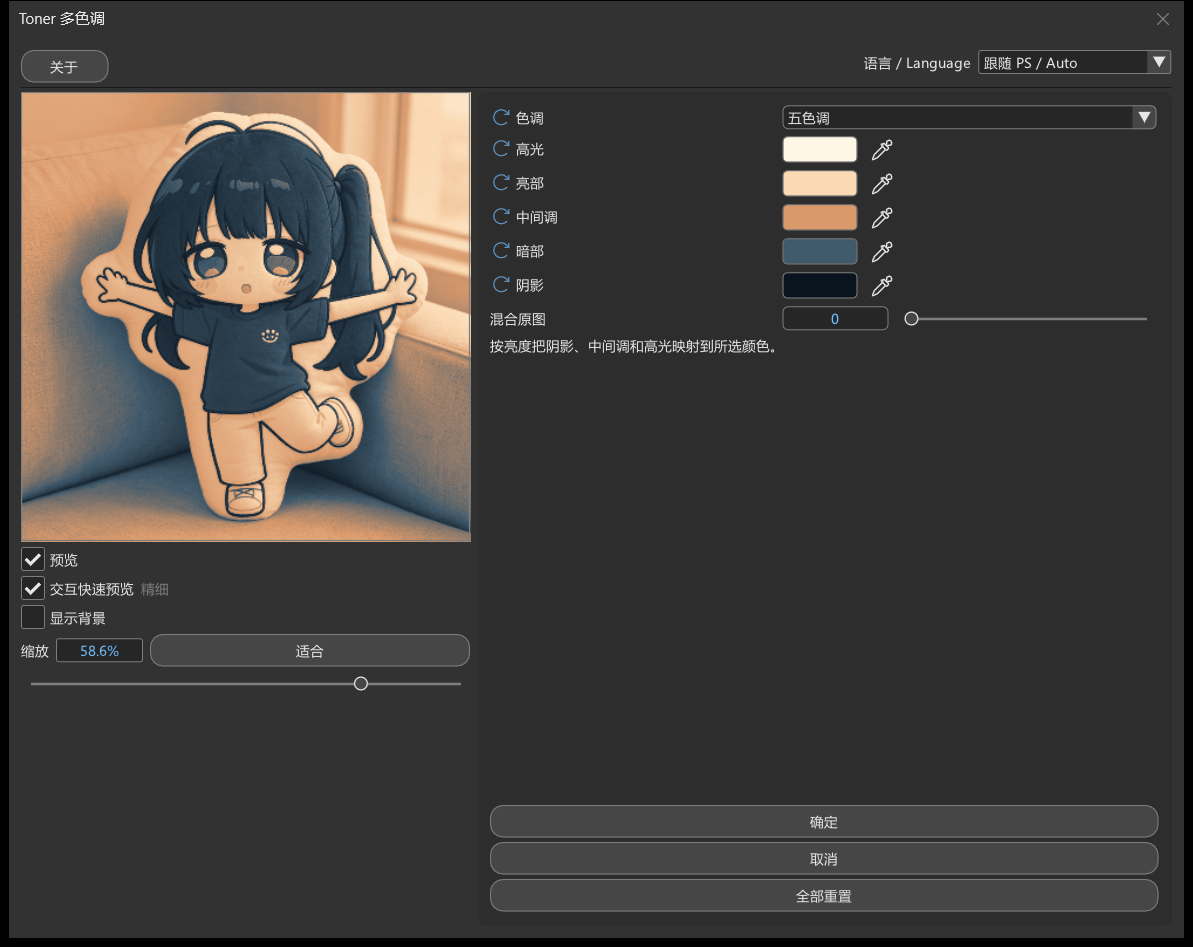 Toner 多色调
关于
语言 / Language 跟随 PS / Auto
色调 五色调
高光
亮部
中间调
暗部
阴影
混合原图 0
按亮度把阴影、中间调和高光映射到所选颜色。
预览
交互快速预览 精细
显示背景
缩放 58.6% 适合
确定
取消
全部重置